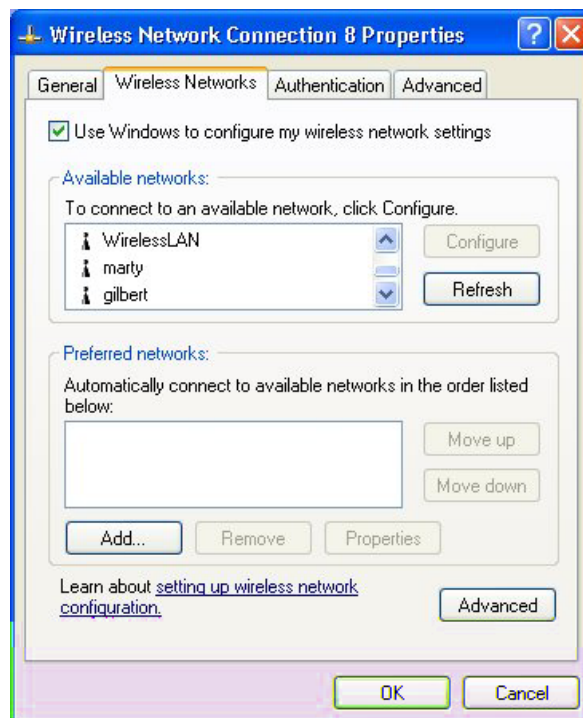 Wireless Network Connection 8 Properties
General Wireless Networks Authentication Advanced
Use Windows to configure my wireless network settings
Available networks:
To connect to an available network, click Configure.
WirelessLAN
marty
gilbert
Configure
Refresh
Preferred networks:
Automatically connect to available networks in the order listed
below:
Move up
Move down
Add... Remove Properties
Learn about setting up wireless network
configuration.
Advanced
OK Cancel